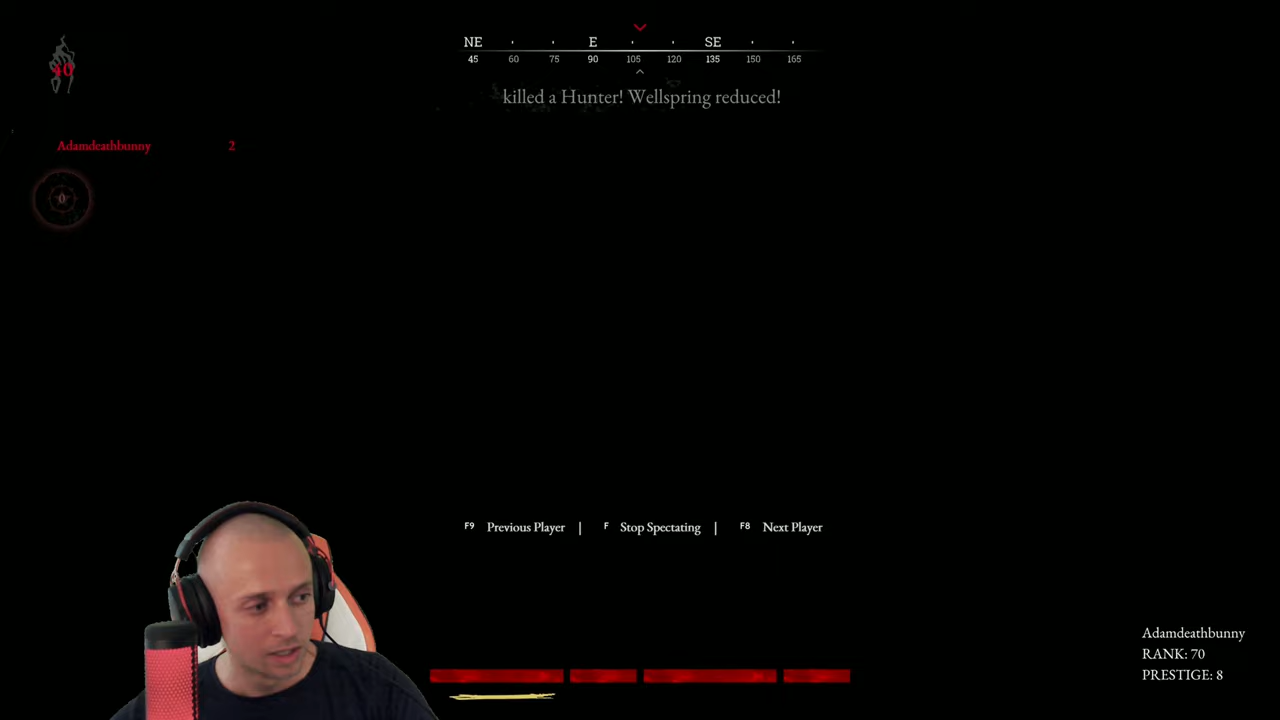 NE E SE
45 60 75 90 105 120 135 150 165
40
killed a Hunter! Wellspring reduced!
Adamdeathbunny 2
0
F9 Previous Player | F Stop Spectating | F8 Next Player
Adamdeathbunny
RANK: 70
PRESTIGE: 8